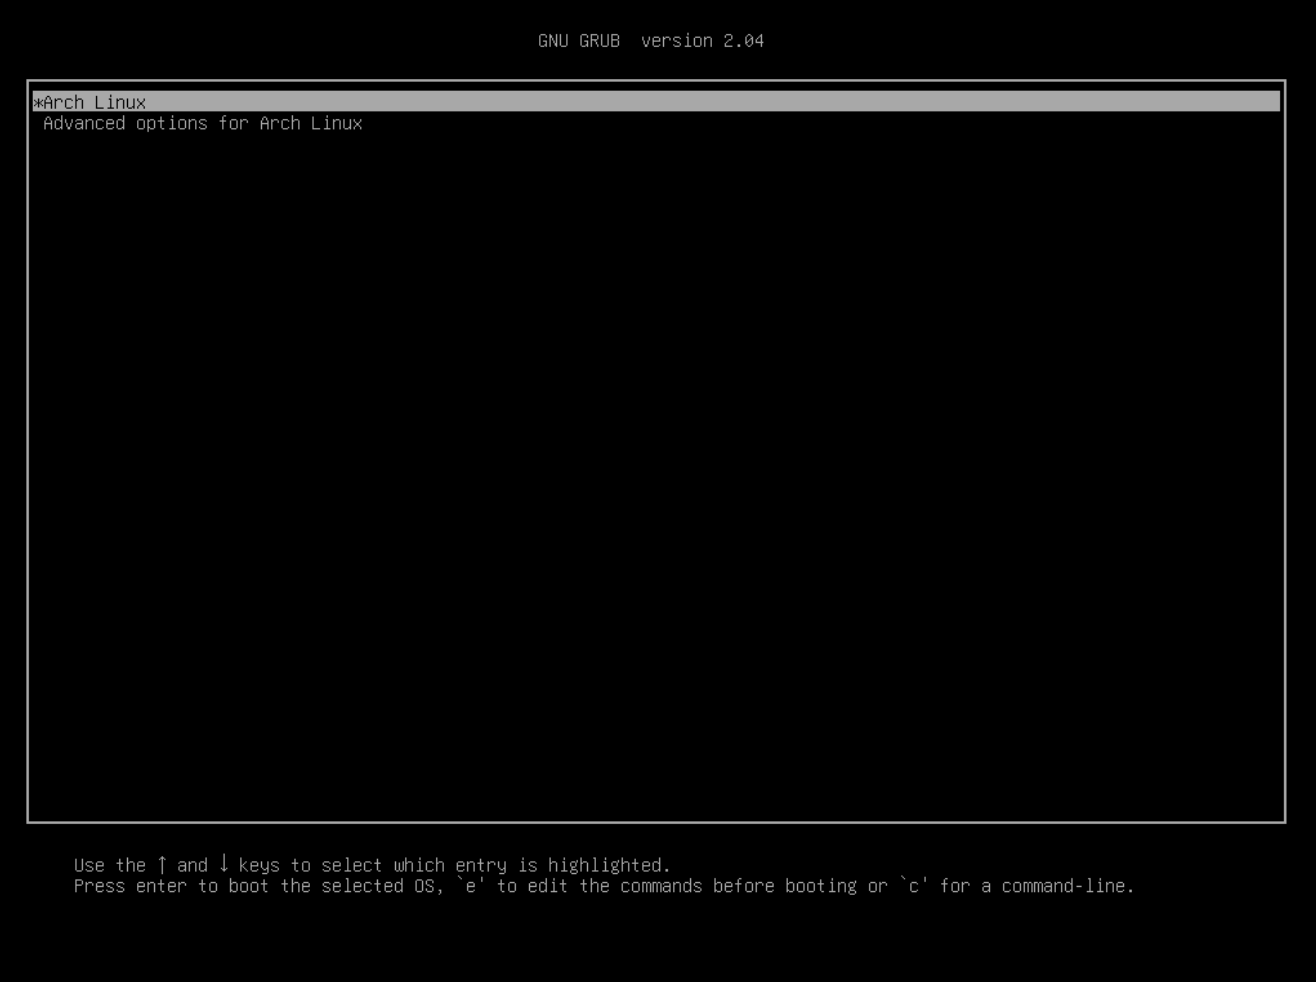 GNU GRUB  version 2.04
*Arch Linux
Advanced options for Arch Linux
Use the ↑ and ↓ keys to select which entry is highlighted.
Press enter to boot the selected OS, `e' to edit the commands before booting or `c' for a command-line.